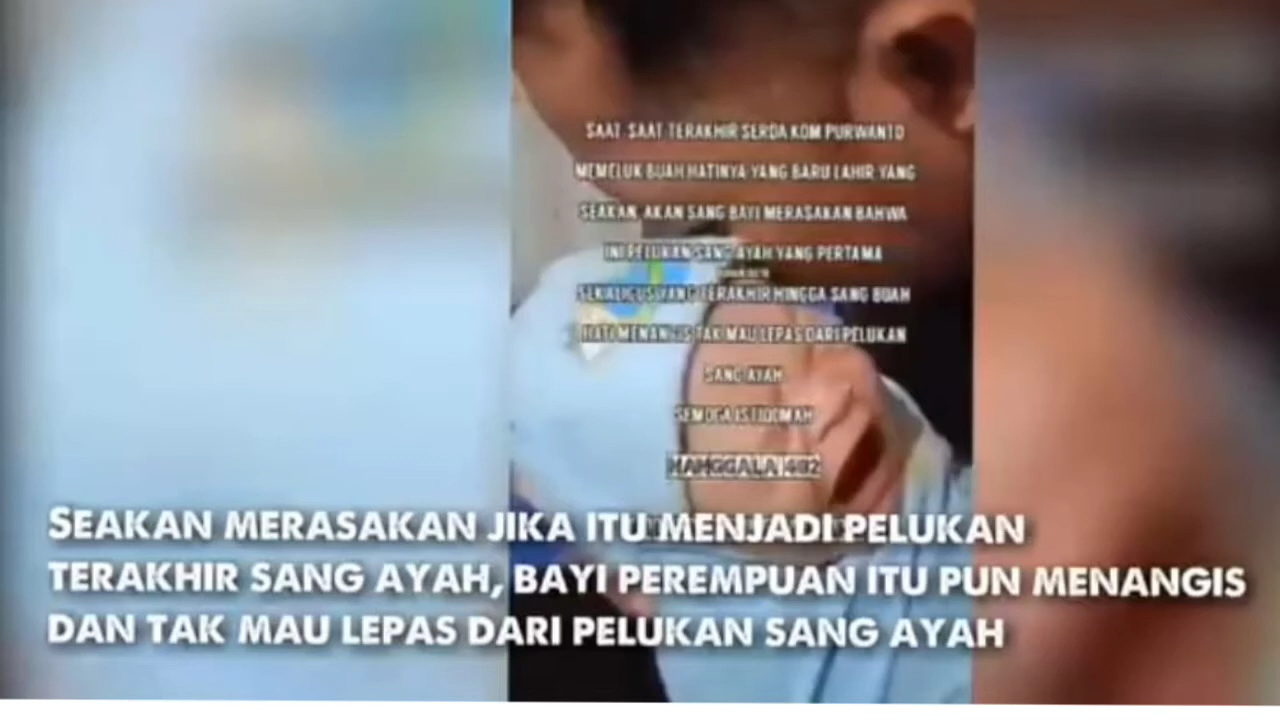 SAAT SAAT TERAKHIR SERDA KOM PURWANTO
MEMELUK BUAH HATINYA YANG BARU LAHIR YANG
SEAKAN AKAN SANG BAYI MERASAKAN BAHWA
INI PELUKAN SANG AYAH YANG PERTAMA
SEKALIGUS YANG TERAKHIR HINGGA SANG BUAH
HATI MENANGIS TAK MAU LEPAS DARI PELUKAN
SANG AYAH
SEMOGA ISTIQOMAH
NANGGALA 402
SEAKAN MERASAKAN JIKA ITU MENJADI PELUKAN
TERAKHIR SANG AYAH, BAYI PEREMPUAN ITU PUN MENANGIS
DAN TAK MAU LEPAS DARI PELUKAN SANG AYAH